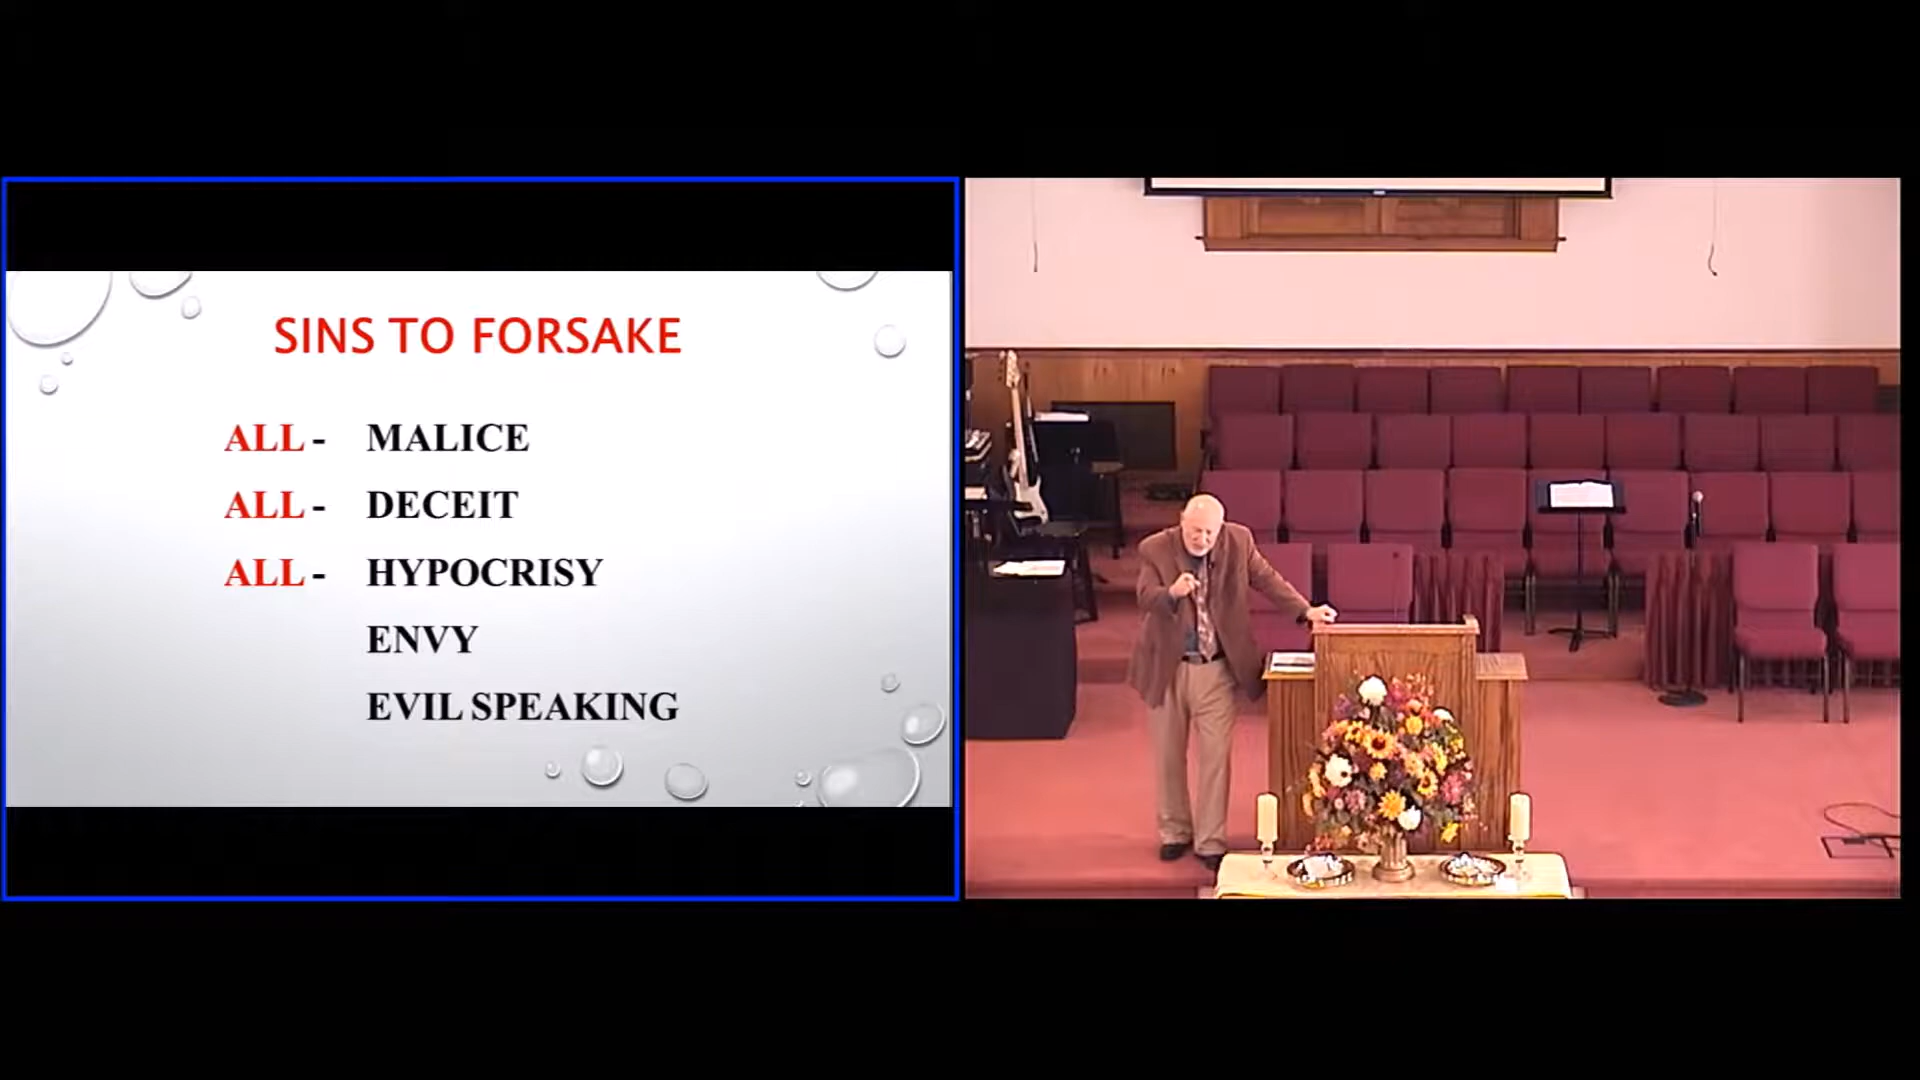 SINS TO FORSAKE
ALL - MALICE
ALL - DECEIT
ALL - HYPOCRISY
ENVY
EVIL SPEAKING